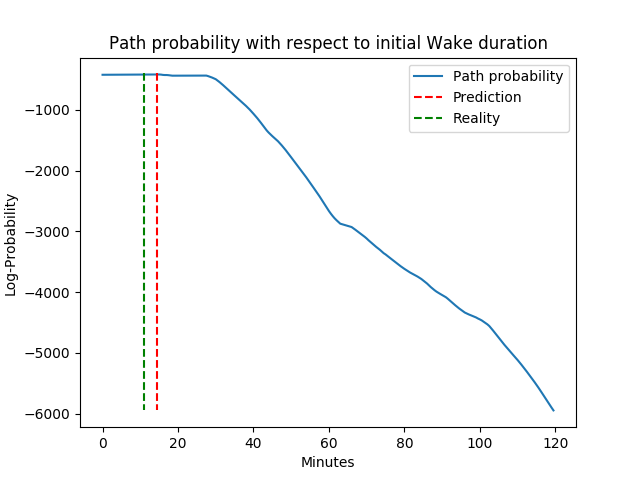 Path probability with respect to initial Wake duration
Path probability
Prediction
Reality
Log-Probability
−1000
−2000
−3000
−4000
−5000
−6000
0 20 40 60 80 100 120
Minutes